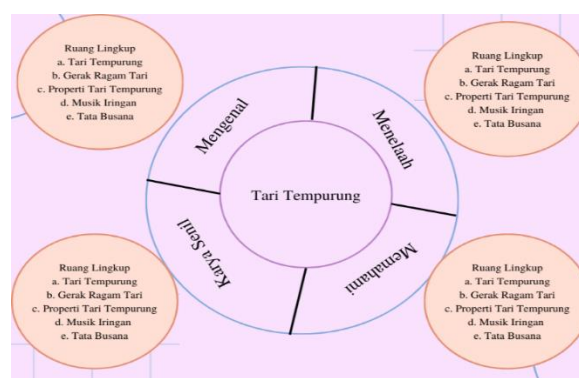 Ruang Lingkup
a. Tari Tempurung
b. Gerak Ragam Tari
c. Properti Tari Tempurung
d. Musik Iringan
e. Tata Busana
Ruang Lingkup
a. Tari Tempurung
b. Gerak Ragam Tari
c. Properti Tari Tempurung
d. Musik Iringan
e. Tata Busana
Mengenal
Menelaah
Tari Tempurung
Karya Senil
Memahami
Ruang Lingkup
a. Tari Tempurung
b. Gerak Ragam Tari
c. Properti Tari Tempurung
d. Musik Iringan
e. Tata Busana
Ruang Lingkup
a. Tari Tempurung
b. Gerak Ragam Tari
c. Properti Tari Tempurung
d. Musik Iringan
e. Tata Busana